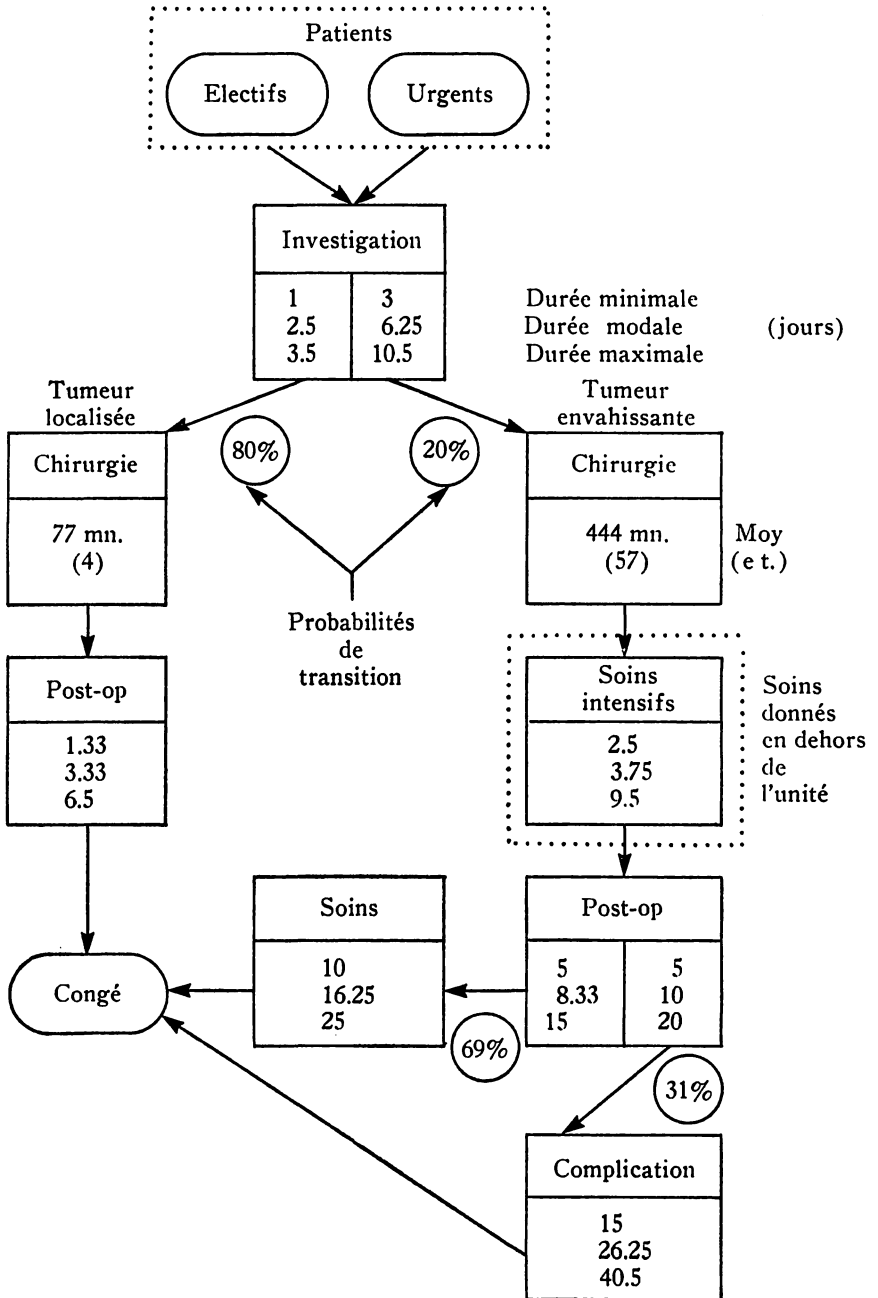 Patients
Electifs
Urgents
Investigation
1 3
2.5 6.25
3.5 10.5
Durée minimale
Durée modale (jours)
Durée maximale
Tumeur
localisée
Tumeur
envahissante
80%
20%
Chirurgie
77 mn.
(4)
Chirurgie
444 mn.
(57)
Moy
(e t.)
Probabilités
de
transition
Post-op
1.33
3.33
6.5
Soins
intensifs
2.5
3.75
9.5
Soins
donnés
en dehors
de
l'unité
Soins
10
16.25
25
Post-op
5 5
8.33 10
15 20
Congé
69%
31%
Complication
15
26.25
40.5